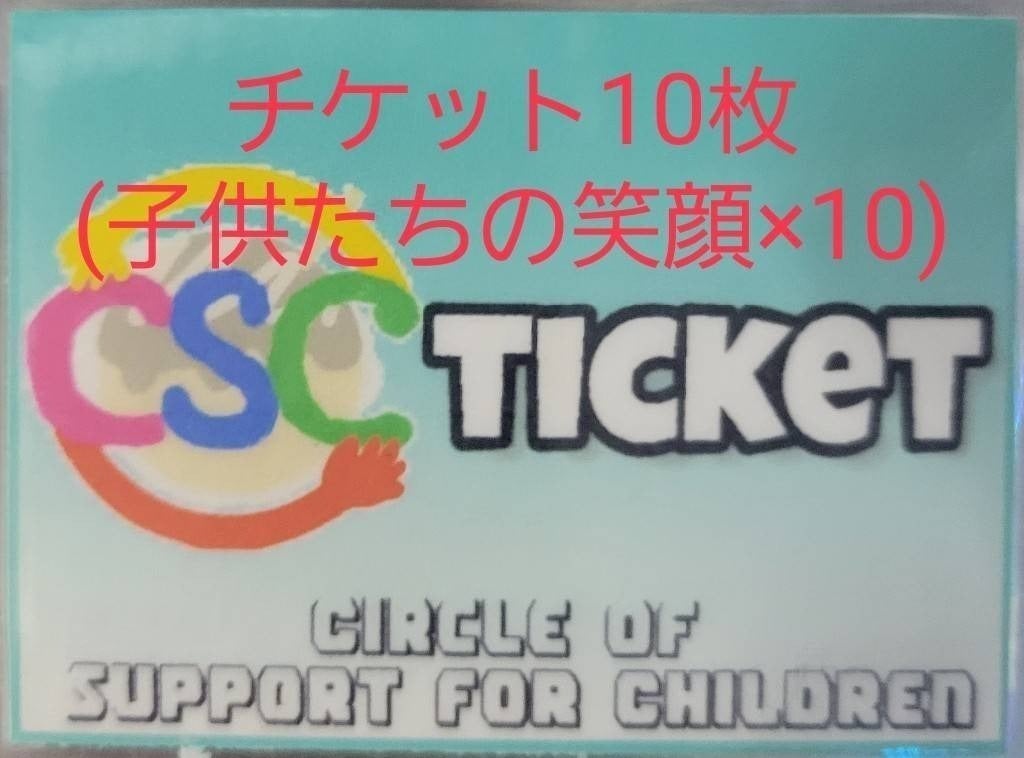 チケット10枚
(子供たちの笑顔×10)
CSC TICKET
CIRCLE OF
SUPPORT FOR CHILDREN